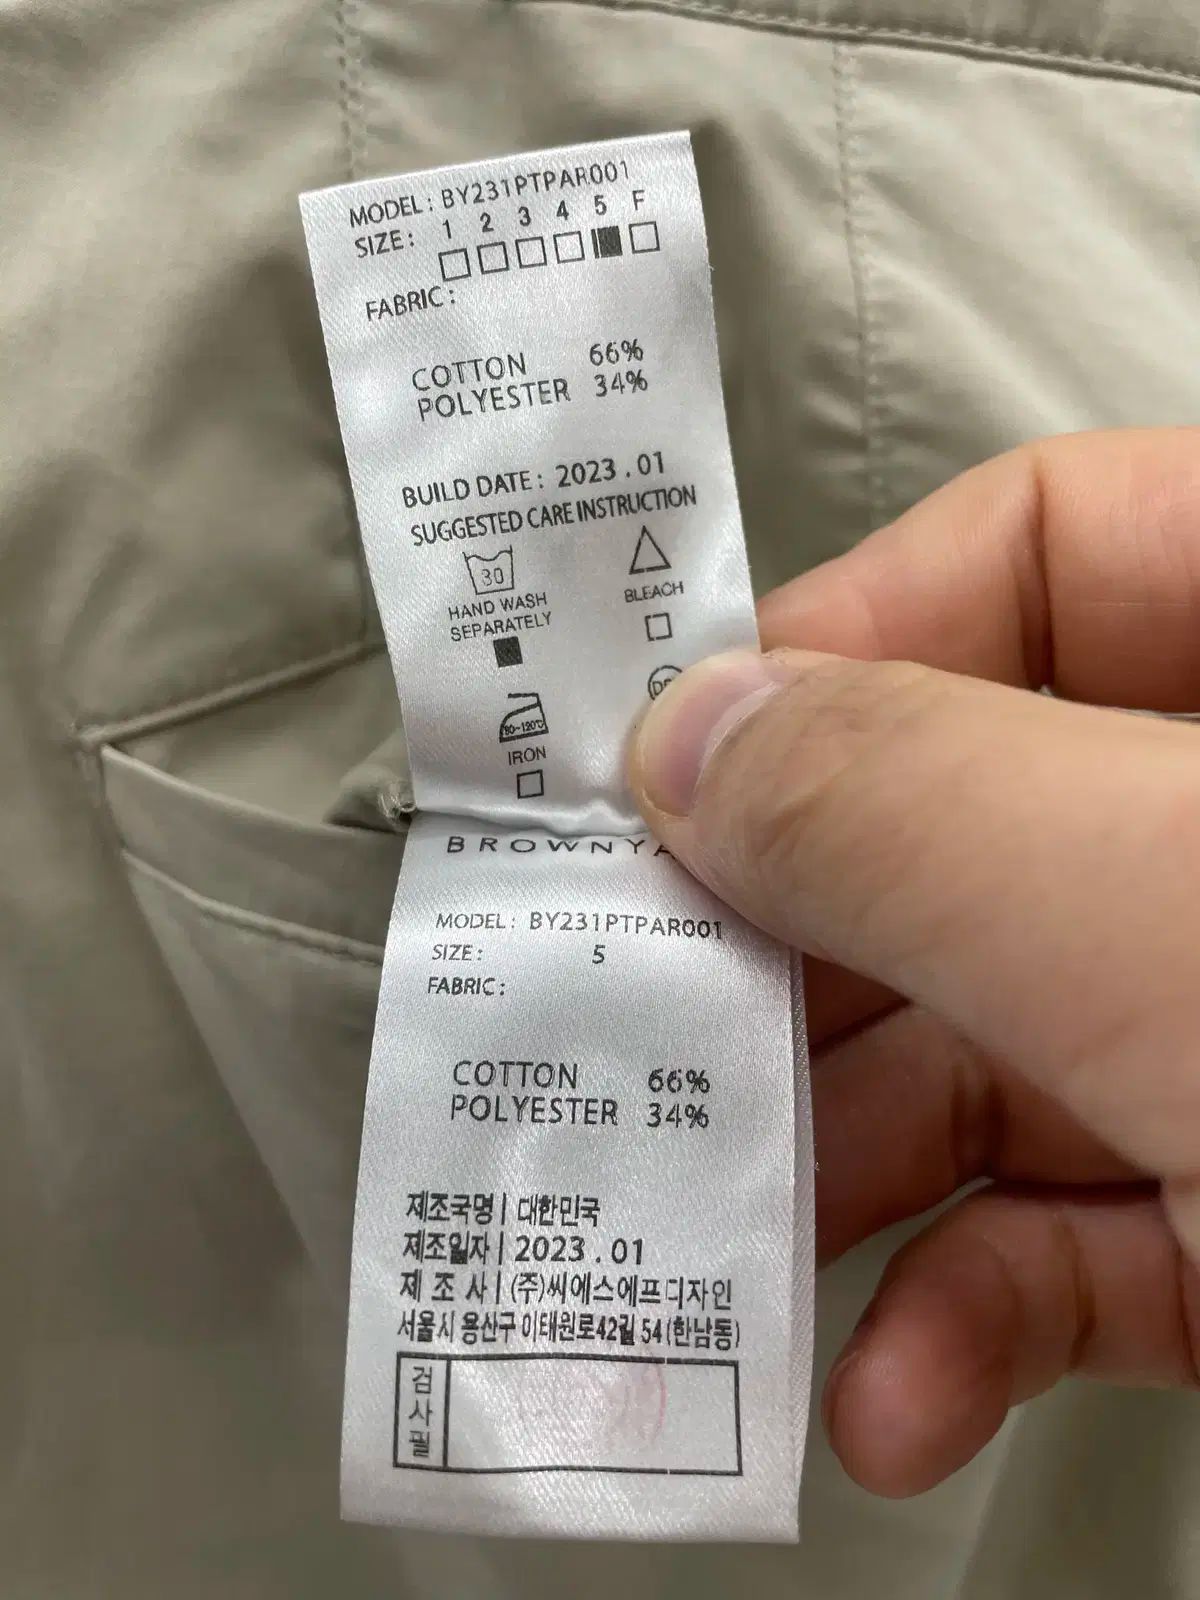 MODEL: BY231PTPAR001
SIZE: 1 2 3 4 5 F
FABRIC:
COTTON 66%
POLYESTER 34%
BUILD DATE: 2023.01
SUGGESTED CARE INSTRUCTION
30
HAND WASH
SEPARATELY
BLEACH
80~120℃
IRON
MODEL: BY231PTPAR001
SIZE: 5
FABRIC:
COTTON 66%
POLYESTER 34%
제조국명 | 대한민국
제조일자 | 2023.01
제 조 사 | (주)씨에스에프디자인
서울시 용산구 이태원로42길 54(한남동)
검사필